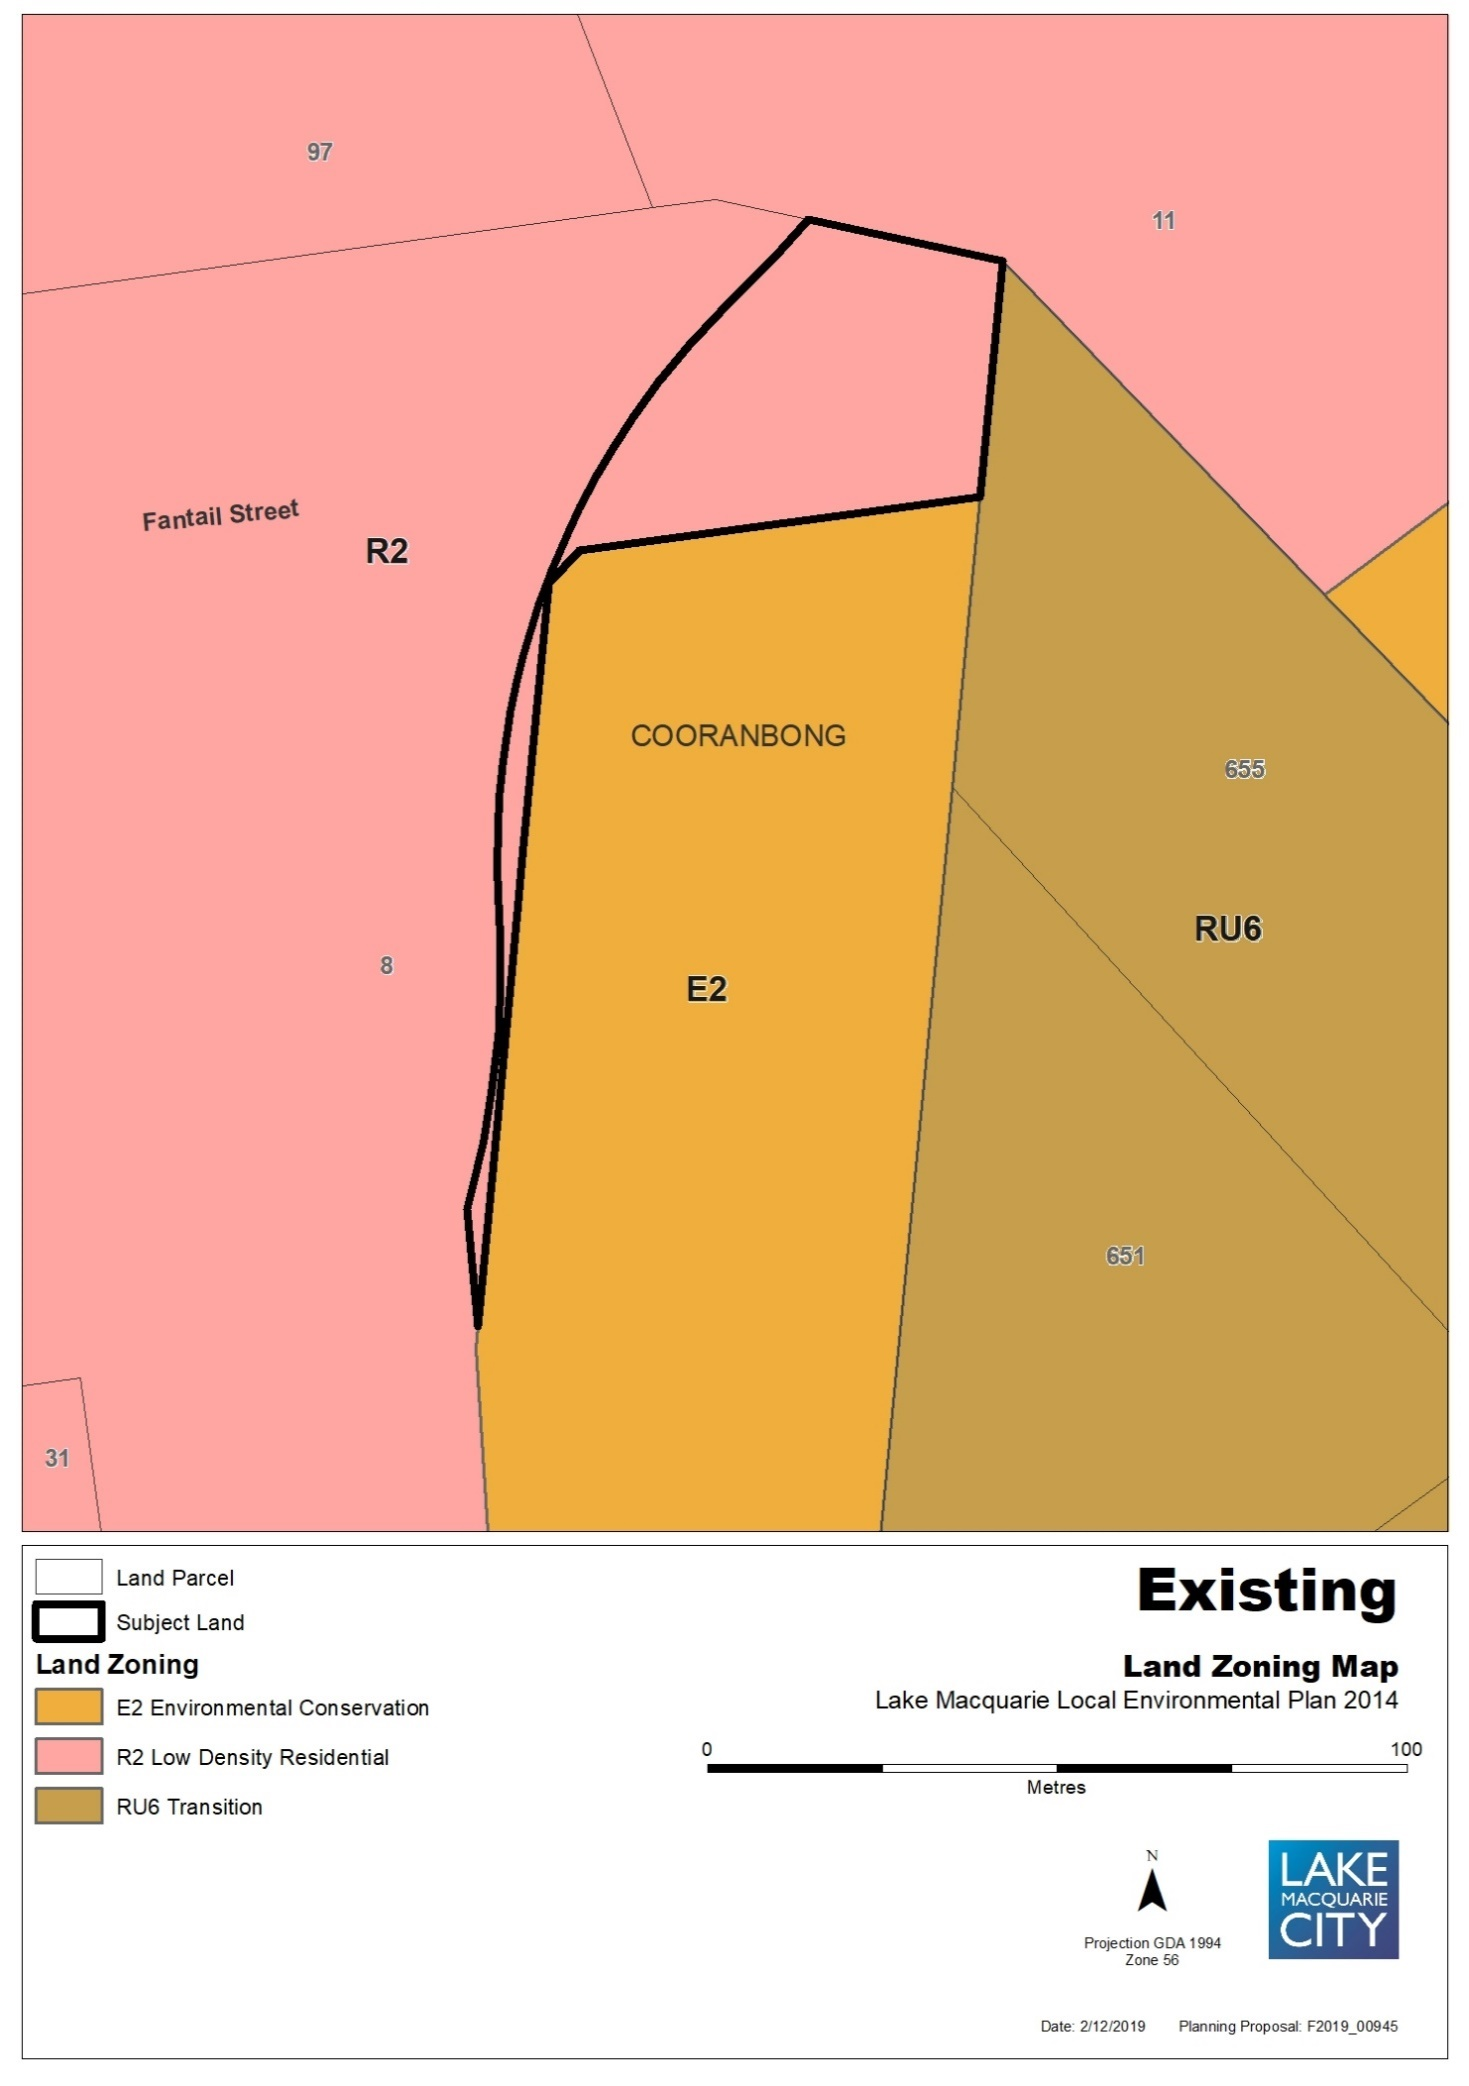 97
11
Fantail Street
R2
COORANBONG
655
RU6
8
E2
651
31
Land Parcel
Subject Land
Land Zoning
E2 Environmental Conservation
R2 Low Density Residential
RU6 Transition
Existing
Land Zoning Map
Lake Macquarie Local Environmental Plan 2014
0 100
Metres
N
Projection GDA 1994
Zone 56
LAKE
MACQUARIE
CITY
Date: 2/12/2019 Planning Proposal: F2019_00945